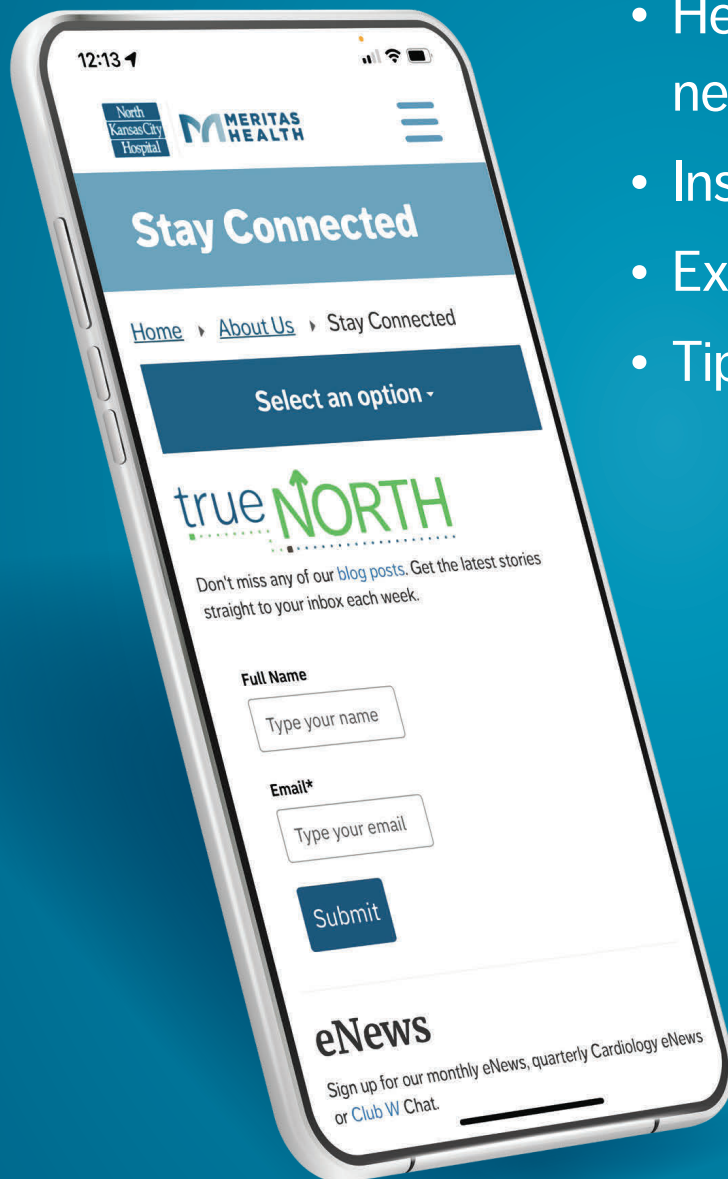 12:13
North
Kansas City
Hospital
MERITAS
HEALTH
Stay Connected
Home About Us Stay Connected
Select an option
true NORTH
Don't miss any of our blog posts. Get the latest stories
straight to your inbox each week.
Full Name
Type your name
Email*
Type your email
Submit
eNews
Sign up for our monthly eNews, quarterly Cardiology eNews
or Club W Chat.